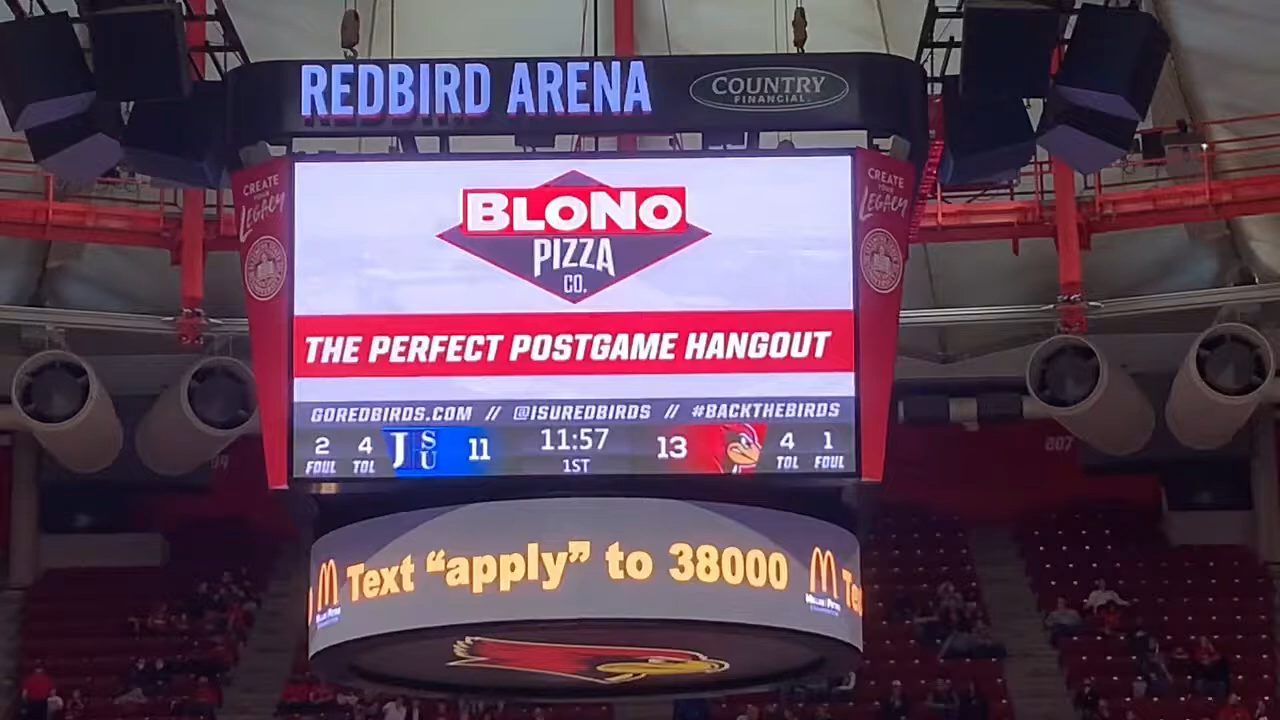 REDBIRD ARENA
COUNTRY
FINANCIAL
CREATE
YOUR
LEGACY
BLONO
PIZZA
CO.
CREATE
YOUR
LEGACY
THE PERFECT POSTGAME HANGOUT
GOREDBIRDS.COM // @ISUREDBIRDS // #BACKTHEBIRDS
2 4 JSU 11 11:57 13 4 1
FOUL TOL 1ST TOL FOUL
807
Text “apply” to 38000 Te